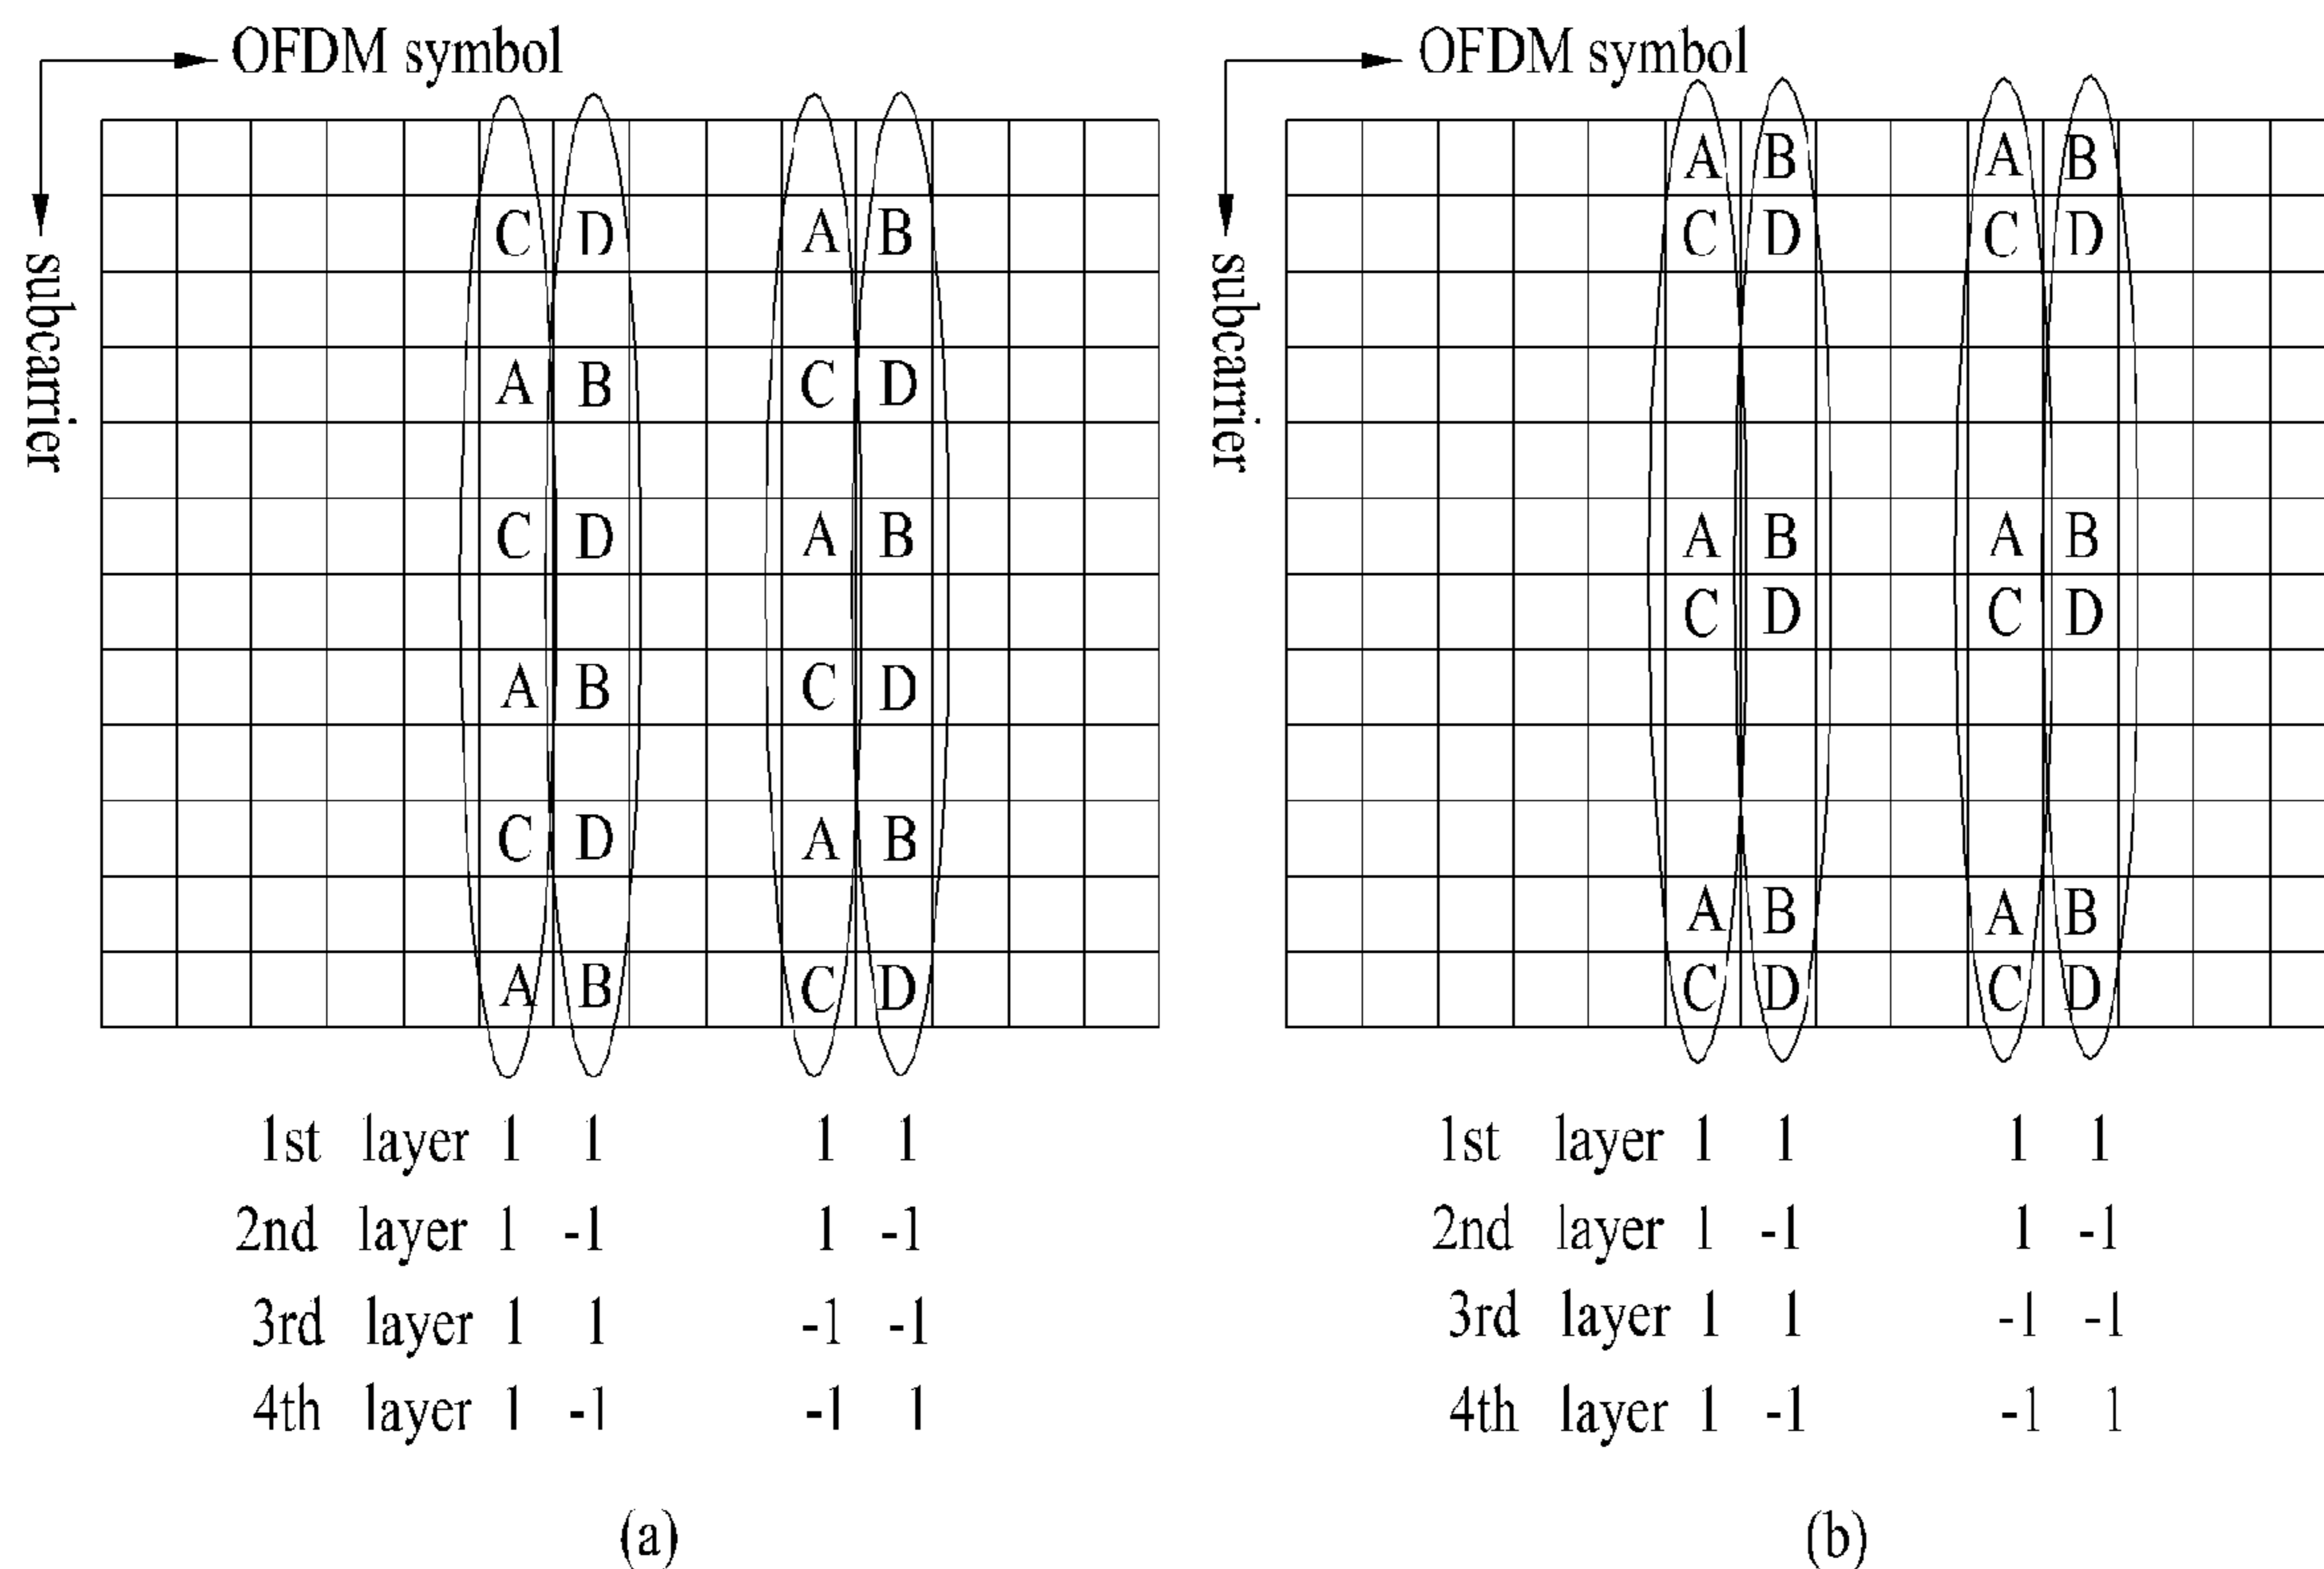 OFDM symbol
subcarrier
C D A B
A B C D
C D A B
A B C D
C D A B
A B C D
1st layer 1 1 1 1
2nd layer 1 -1 1 -1
3rd layer 1 1 -1 -1
4th layer 1 -1 -1 1
(a)
OFDM symbol
subcarrier
A B A B
C D C D
A B A B
C D C D
A B A B
C D C D
1st layer 1 1 1 1
2nd layer 1 -1 1 -1
3rd layer 1 1 -1 -1
4th layer 1 -1 -1 1
(b)